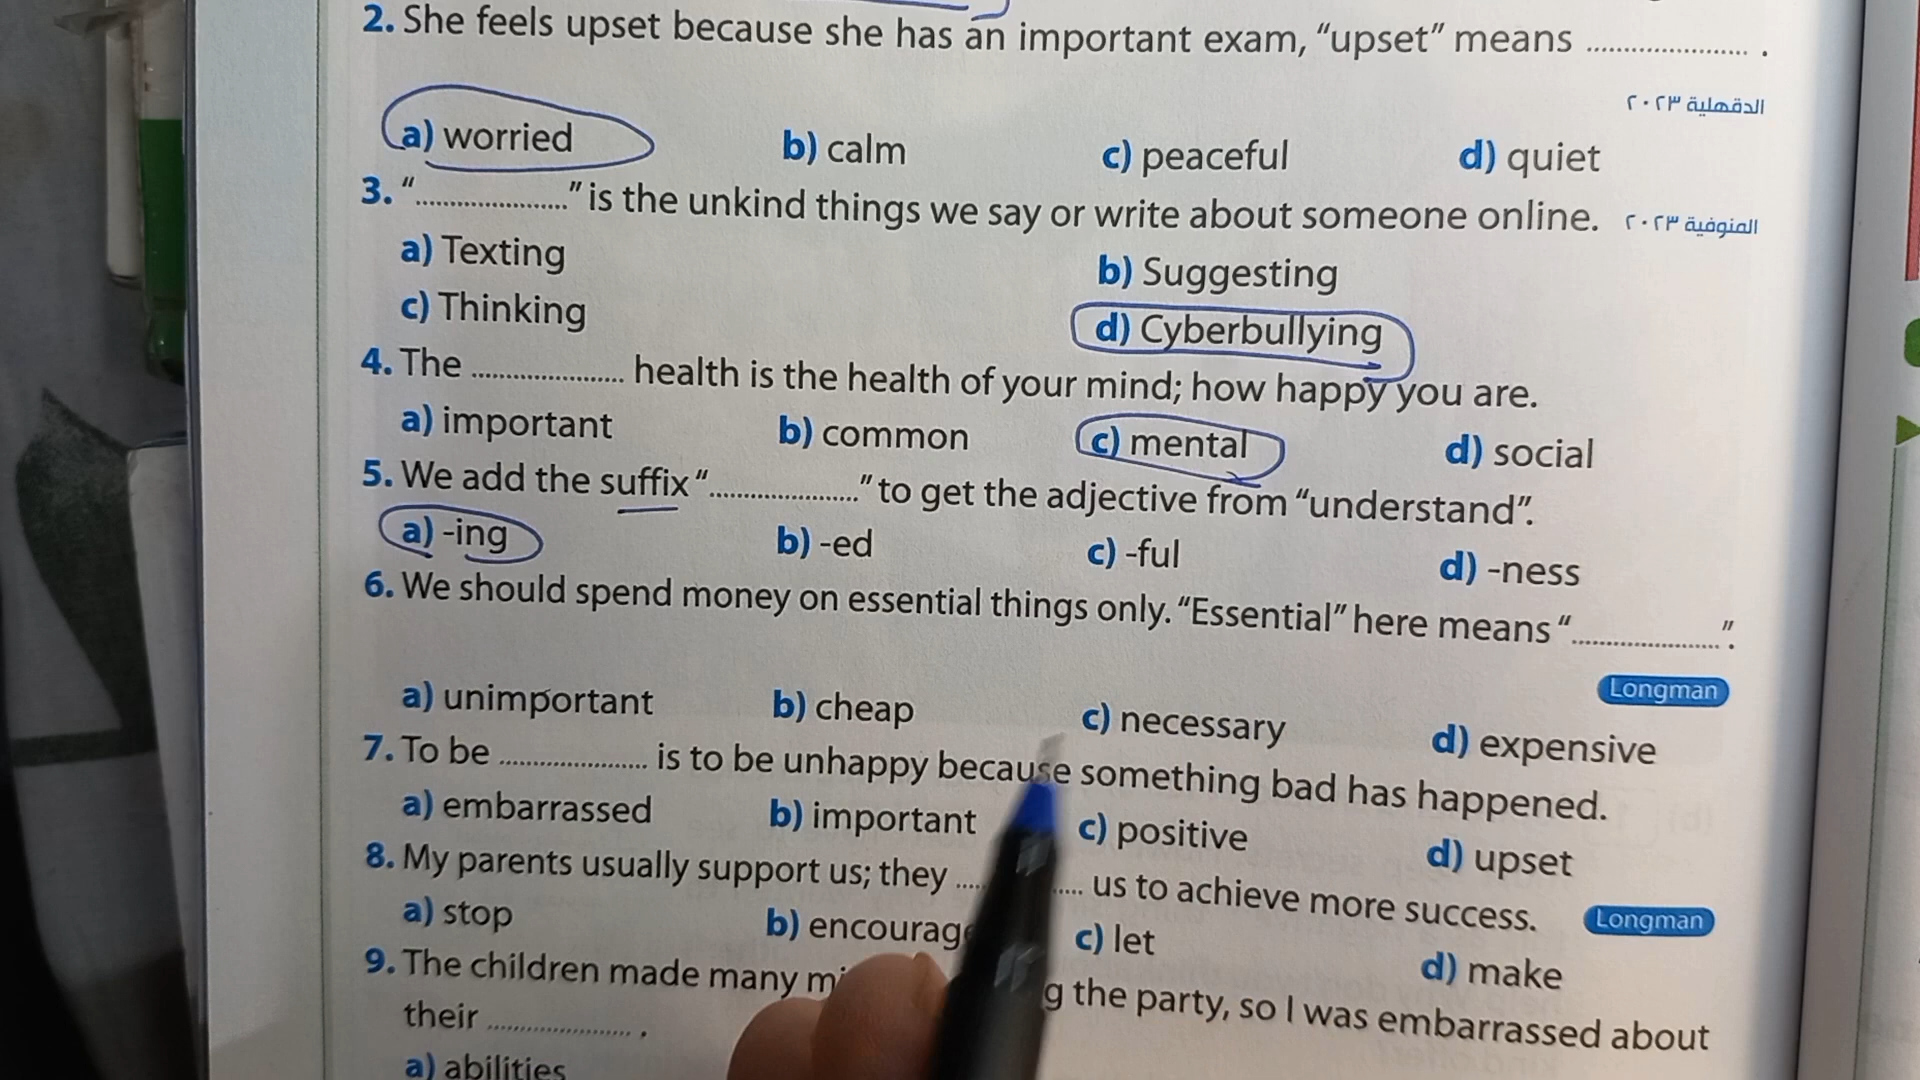 2. She feels upset because she has an important exam, “upset” means ...................... .
الدقهلية ٢٠٢٣
a) worried b) calm c) peaceful d) quiet
3. “.....................” is the unkind things we say or write about someone online. المنوفية ٢٠٢٣
a) Texting b) Suggesting
c) Thinking d) Cyberbullying
4. The ..................... health is the health of your mind; how happy you are.
a) important b) common c) mental d) social
5. We add the suffix “.....................” to get the adjective from “understand”.
a) -ing b) -ed c) -ful d) -ness
6. We should spend money on essential things only. “Essential” here means “.....................”.
Longman
a) unimportant b) cheap c) necessary d) expensive
7. To be ..................... is to be unhappy because something bad has happened.
a) embarrassed b) important c) positive d) upset
8. My parents usually support us; they ..................... us to achieve more success. Longman
a) stop b) encourage c) let d) make
9. The children made many the party, so I was embarrassed about
their ..................... .
a) abilities